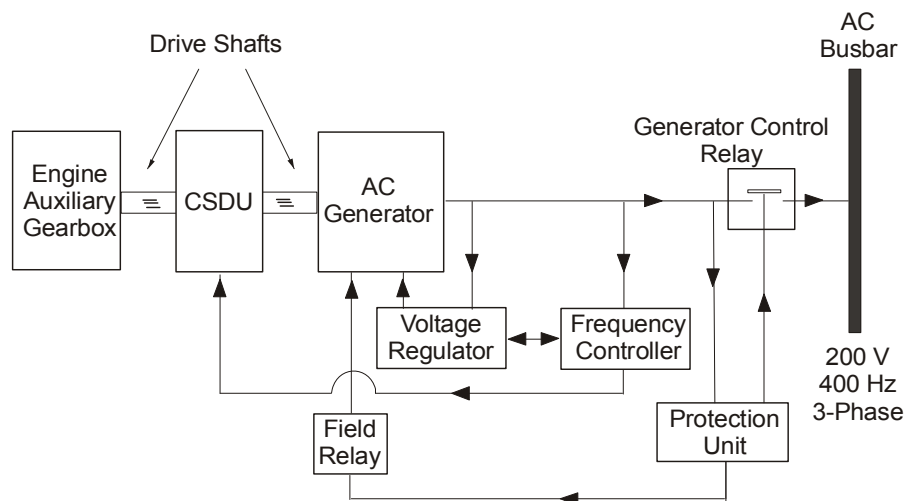 Drive Shafts
AC
Busbar
Generator Control
Relay
Engine
Auxiliary
Gearbox
CSDU
AC
Generator
Voltage
Regulator
Frequency
Controller
200 V
400 Hz
3-Phase
Field
Relay
Protection
Unit